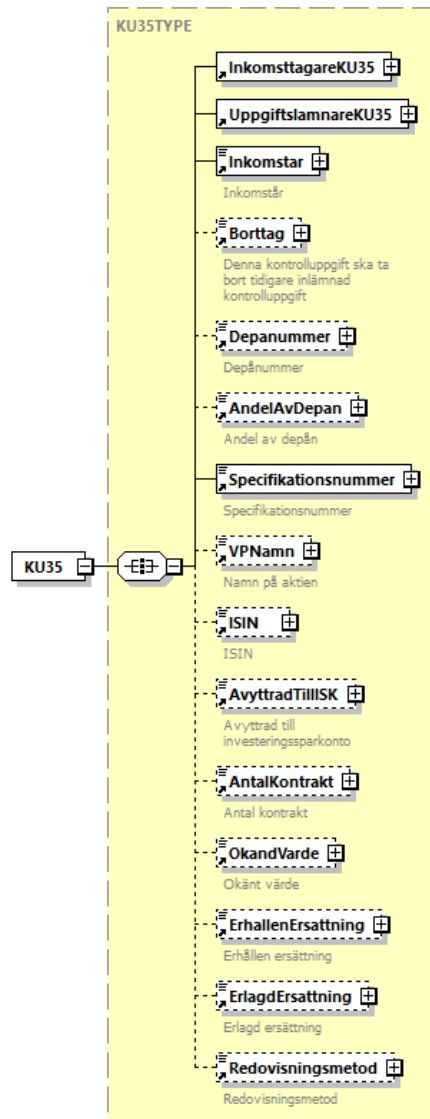 KU35TYPE
InkomsttagareKU35
UppgiftslamnareKU35
Inkomstar
Inkomstår
Borttag
Denna kontrolluppgift ska ta
bort tidigare inlämnad
kontrolluppgift
Depanummer
Depånummer
AndelAvDepan
Andel av depån
Specifikationsnummer
Specifikationsnummer
KU35
VPNamn
Namn på aktien
ISIN
ISIN
AvyttradTillISK
Avyttrad till
investeringssparkonto
AntalKontrakt
Antal kontrakt
OkandVarde
Okänt värde
ErhallenErsattning
Erhållen ersättning
ErlagdErsattning
Erlagd ersättning
Redovisningsmetod
Redovisningsmetod